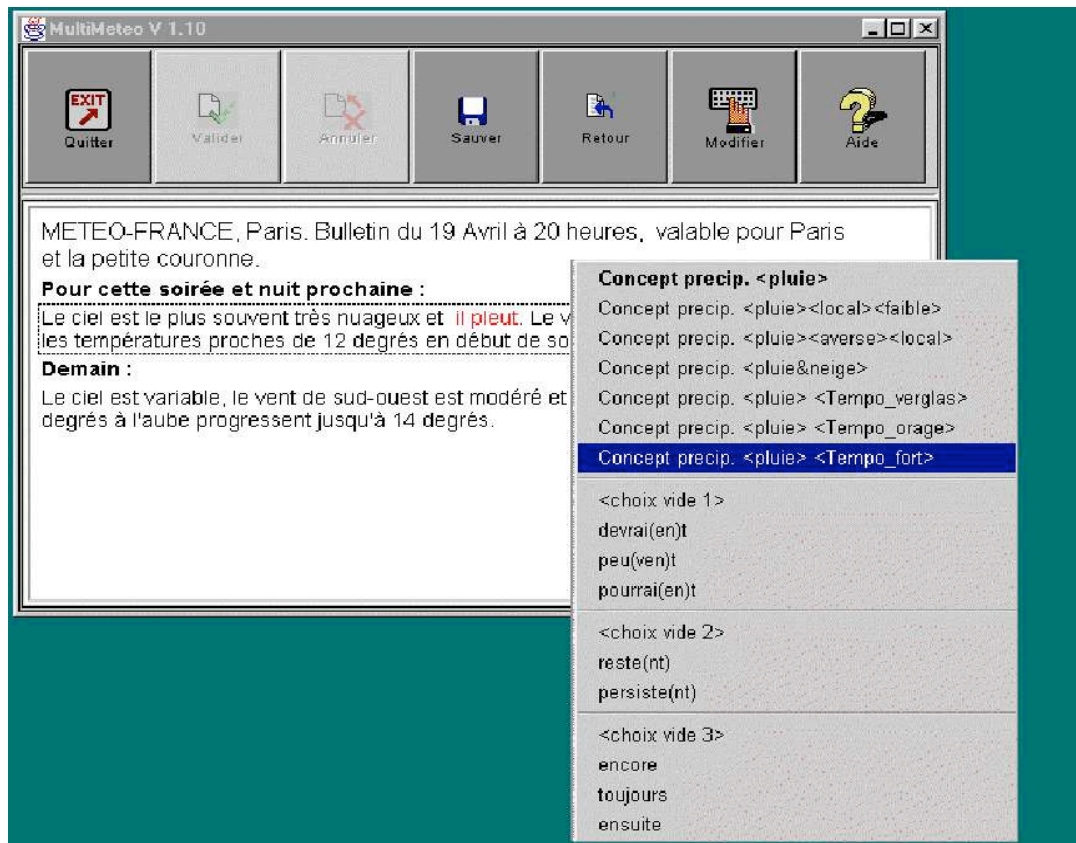 MultiMeteo V 1.10
EXIT
Quitter
Valider
Annuler
Sauver
Retour
Modifier
Aide
METEO-FRANCE, Paris. Bulletin du 19 Avril à 20 heures, valable pour Paris
et la petite couronne.
Pour cette soirée et nuit prochaine :
Le ciel est le plus souvent très nuageux et il pleut. Le v
les températures proches de 12 degrés en début de so
Demain :
Le ciel est variable, le vent de sud-ouest est modéré et
degrés à l'aube progressent jusqu'à 14 degrés.
Concept precip. <pluie>
Concept precip. <pluie><local><faible>
Concept precip. <pluie><averse><local>
Concept precip. <pluie&neige>
Concept precip. <pluie> <Tempo_verglas>
Concept precip. <pluie> <Tempo_orage>
Concept precip. <pluie> <Tempo_fort>
<choix vide 1>
devrai(en)t
peu(ven)t
pourrai(en)t
<choix vide 2>
reste(nt)
persiste(nt)
<choix vide 3>
encore
toujours
ensuite